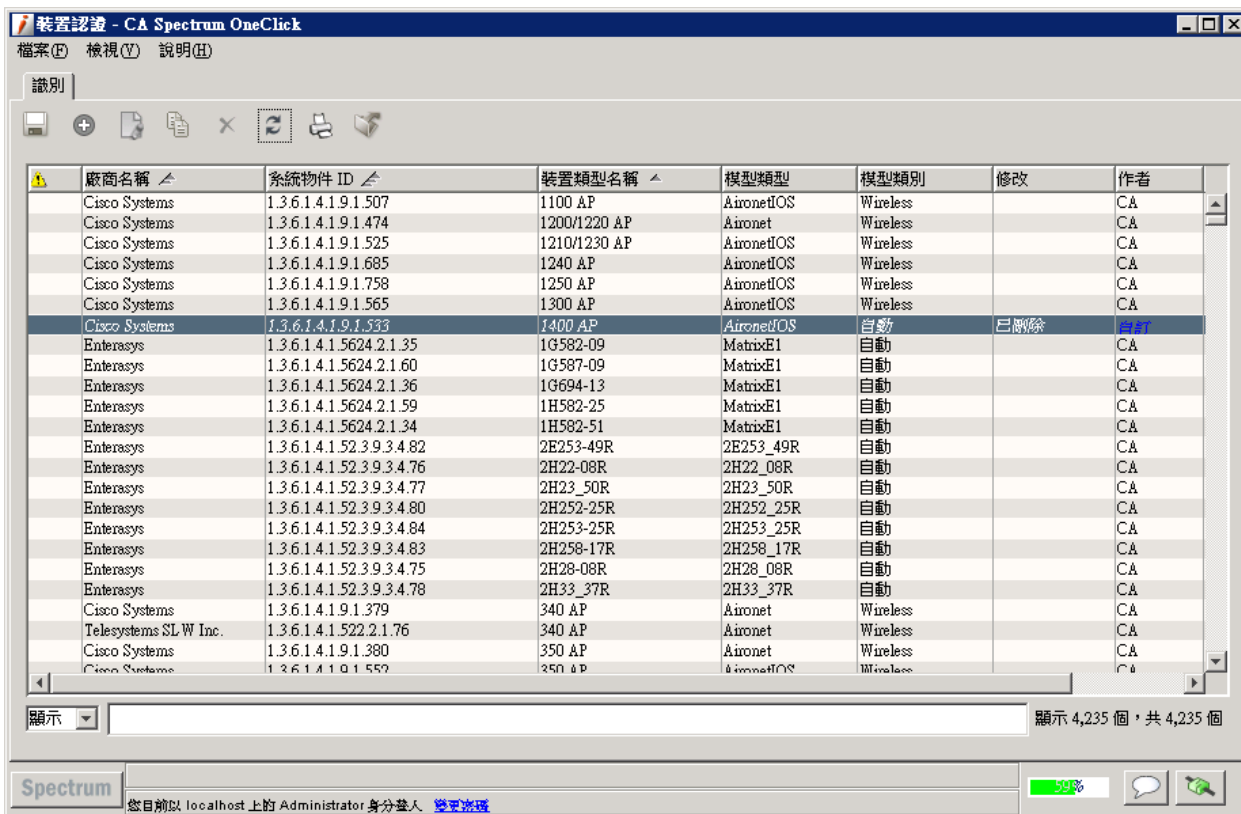 裝置認證 - CA Spectrum OneClick
檔案(F) 檢視(V) 說明(H)
識別
廠商名稱 系統物件 ID 裝置類型名稱 模型類型 模型類別 修改 作者
Cisco Systems 1.3.6.1.4.1.9.1.507 1100 AP AironetIOS Wireless CA
Cisco Systems 1.3.6.1.4.1.9.1.474 1200/1220 AP Aironet Wireless CA
Cisco Systems 1.3.6.1.4.1.9.1.525 1210/1230 AP AironetIOS Wireless CA
Cisco Systems 1.3.6.1.4.1.9.1.685 1240 AP AironetIOS Wireless CA
Cisco Systems 1.3.6.1.4.1.9.1.758 1250 AP AironetIOS Wireless CA
Cisco Systems 1.3.6.1.4.1.9.1.565 1300 AP AironetIOS Wireless CA
Cisco Systems 1.3.6.1.4.1.9.1.533 1400 AP AironetIOS 自動 已刪除 自訂
Enterasys 1.3.6.1.4.1.5624.2.1.35 1G582-09 MatrixE1 自動 CA
Enterasys 1.3.6.1.4.1.5624.2.1.60 1G587-09 MatrixE1 自動 CA
Enterasys 1.3.6.1.4.1.5624.2.1.36 1G694-13 MatrixE1 自動 CA
Enterasys 1.3.6.1.4.1.5624.2.1.59 1H582-25 MatrixE1 自動 CA
Enterasys 1.3.6.1.4.1.5624.2.1.34 1H582-51 MatrixE1 自動 CA
Enterasys 1.3.6.1.4.1.52.3.9.3.4.82 2E253-49R 2E253_49R 自動 CA
Enterasys 1.3.6.1.4.1.52.3.9.3.4.76 2H22-08R 2H22_08R 自動 CA
Enterasys 1.3.6.1.4.1.52.3.9.3.4.77 2H23_50R 2H23_50R 自動 CA
Enterasys 1.3.6.1.4.1.52.3.9.3.4.80 2H252-25R 2H252_25R 自動 CA
Enterasys 1.3.6.1.4.1.52.3.9.3.4.84 2H253-25R 2H253_25R 自動 CA
Enterasys 1.3.6.1.4.1.52.3.9.3.4.83 2H258-17R 2H258_17R 自動 CA
Enterasys 1.3.6.1.4.1.52.3.9.3.4.75 2H28-08R 2H28_08R 自動 CA
Enterasys 1.3.6.1.4.1.52.3.9.3.4.78 2H33_37R 2H33_37R 自動 CA
Cisco Systems 1.3.6.1.4.1.9.1.379 340 AP Aironet Wireless CA
Telesystems SLW Inc. 1.3.6.1.4.1.522.2.1.76 340 AP Aironet Wireless CA
Cisco Systems 1.3.6.1.4.1.9.1.380 350 AP Aironet Wireless CA
Cisco Systems 1.3.6.1.4.1.9.1.552 350 AP AironetIOS Wireless CA
顯示 顯示 4,235 個，共 4,235 個
Spectrum 您目前以 localhost 上的 Administrator 身分登入 變更密碼 59%